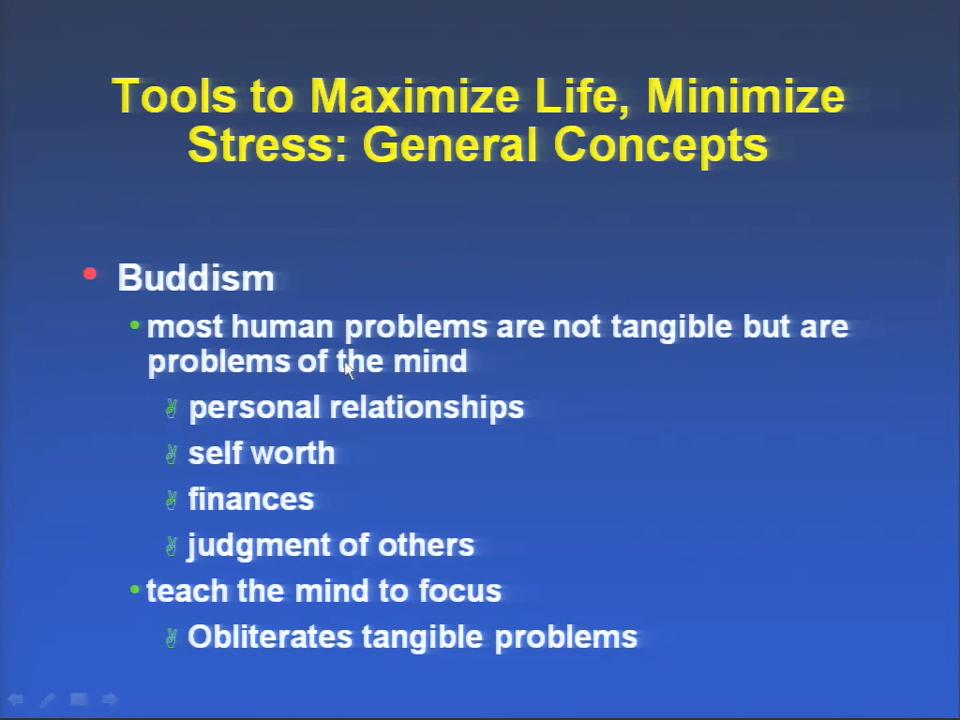 Tools to Maximize Life, Minimize
Stress: General Concepts
Buddism
most human problems are not tangible but are
problems of the mind
personal relationships
self worth
finances
judgment of others
teach the mind to focus
Obliterates tangible problems